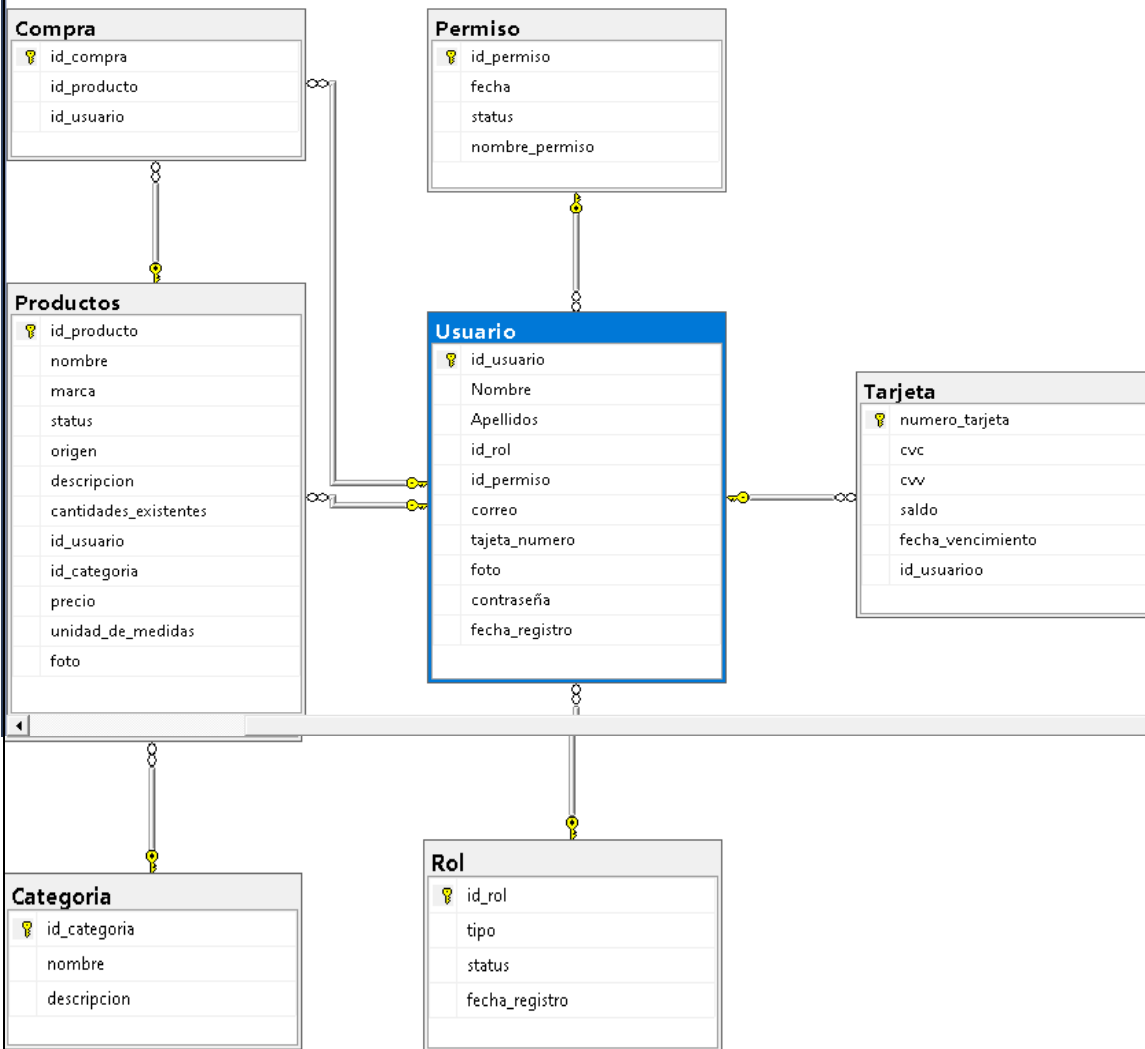 Compra
id_compra
id_producto
id_usuario
Permiso
id_permiso
fecha
status
nombre_permiso
Productos
id_producto
nombre
marca
status
origen
descripcion
cantidades_existentes
id_usuario
id_categoria
precio
unidad_de_medidas
foto
Usuario
id_usuario
Nombre
Apellidos
id_rol
id_permiso
correo
tajeta_numero
foto
contraseña
fecha_registro
Tarjeta
numero_tarjeta
cvc
cvv
saldo
fecha_vencimiento
id_usuarioo
Categoria
id_categoria
nombre
descripcion
Rol
id_rol
tipo
status
fecha_registro